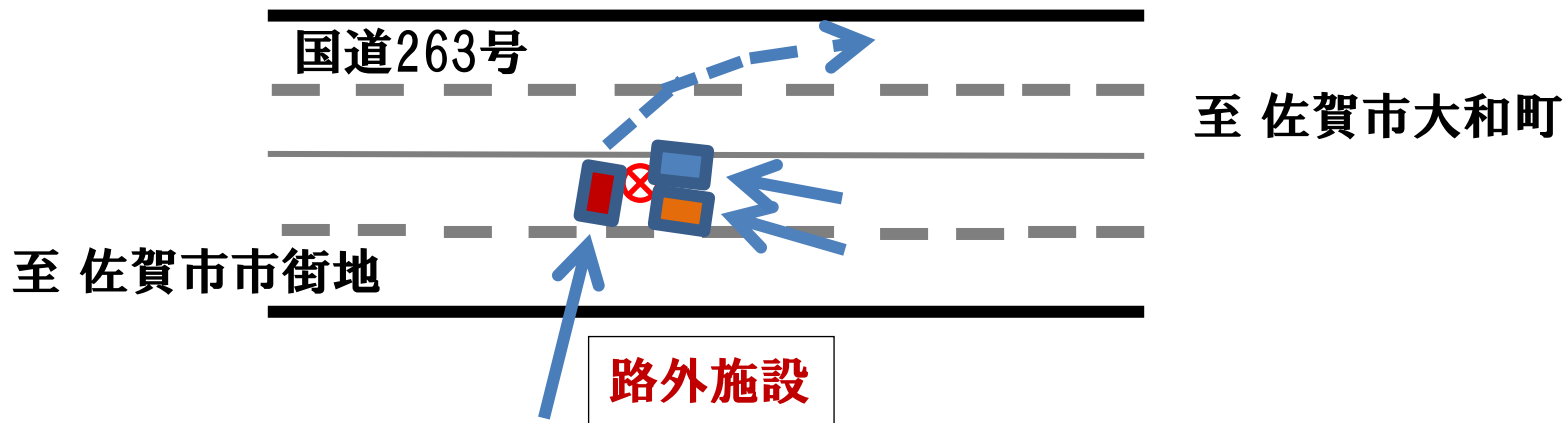 国道263号
至 佐賀市大和町
至 佐賀市市街地
路外施設